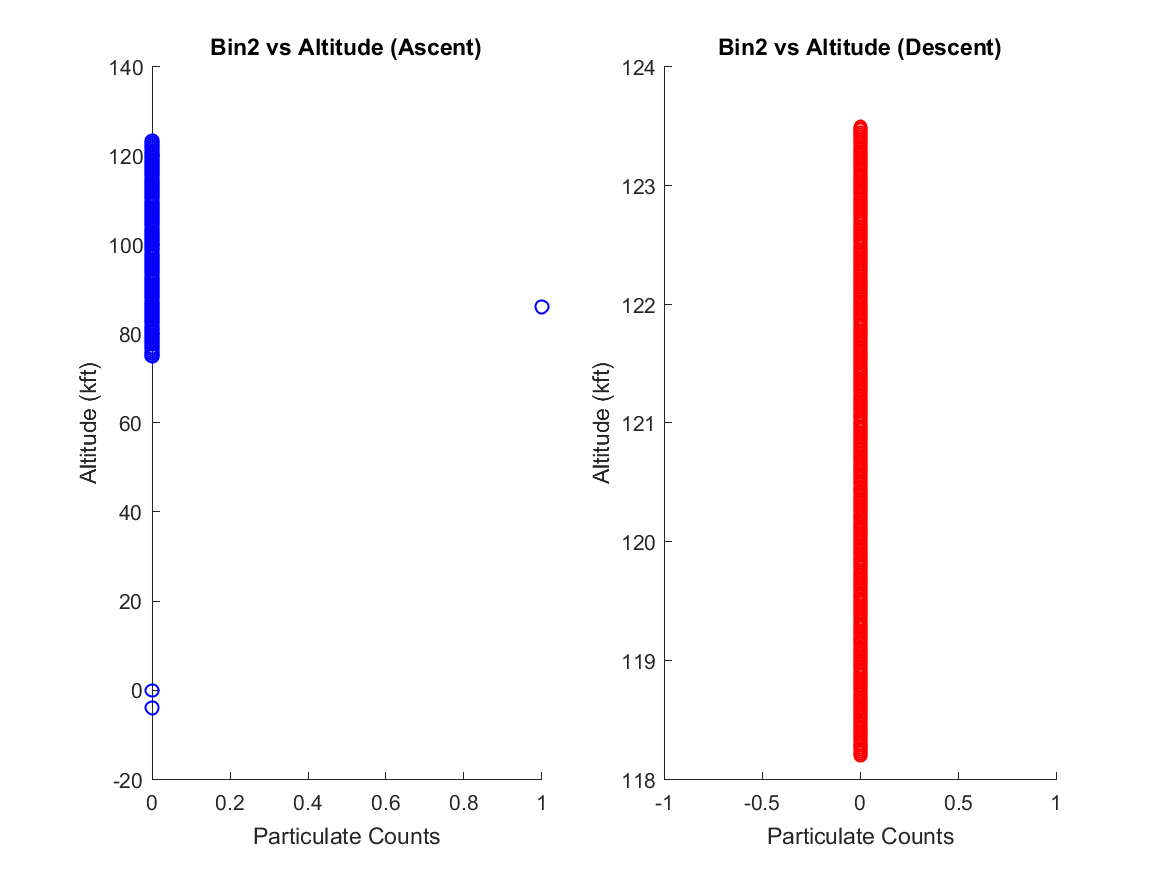 Bin2 vs Altitude (Ascent)
140
120
100
80
60
40
20
0
-20
Altitude (kft)
0 0.2 0.4 0.6 0.8 1
Particulate Counts
Bin2 vs Altitude (Descent)
124
123
122
121
120
119
118
Altitude (kft)
-1 -0.5 0 0.5 1
Particulate Counts